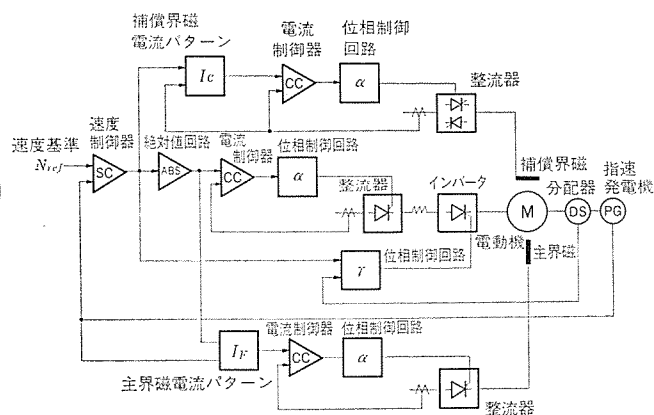 補償界磁
電流パターン
電流
制御器
位相制御
回路
Ic
CC
α
整流器
速度
制御器
速度基準
Nref
SC
絶対値回路
ABS
電流
制御器
CC
位相制御回路
α
整流器
インバータ
補償界磁
分配器
指速
発電機
M
DS
PG
電動機
主界磁
位相制御回路
γ
電流制御器
位相制御回路
IF
CC
α
主界磁電流パターン
整流器